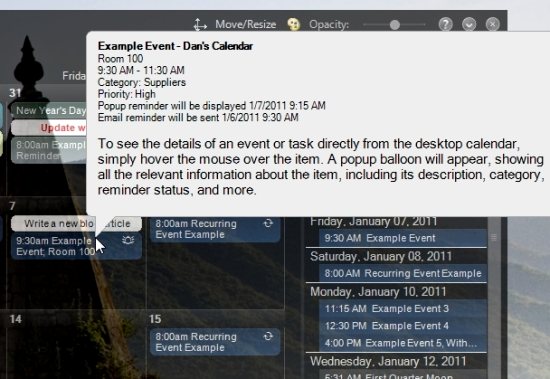 Move/Resize Opacity:
Example Event - Dan's Calendar
Room 100
9:30 AM - 11:30 AM
Category: Suppliers
Priority: High
Popup reminder will be displayed 1/7/2011 9:15 AM
Email reminder will be sent 1/6/2011 9:30 AM
To see the details of an event or task directly from the desktop calendar,
simply hover the mouse over the item. A popup balloon will appear, showing
all the relevant information about the item, including its description, category,
reminder status, and more.
Frida
31
New Year's Day
Update w
8:00am Exampl
Reminder
7
Write a new blo article
9:30am Example
Event; Room 100
8:00am Recurring
Event Example
14
15
8:00am Recurring
Event Example
Friday, January 07, 2011
9:30 AM Example Event
Saturday, January 08, 2011
8:00 AM Recurring Event Example
Monday, January 10, 2011
11:15 AM Example Event 3
12:30 PM Example Event 4
4:00 PM Example Event 5, With...
Wednesday, January 12, 2011
5:31 AM First Quarter Moon